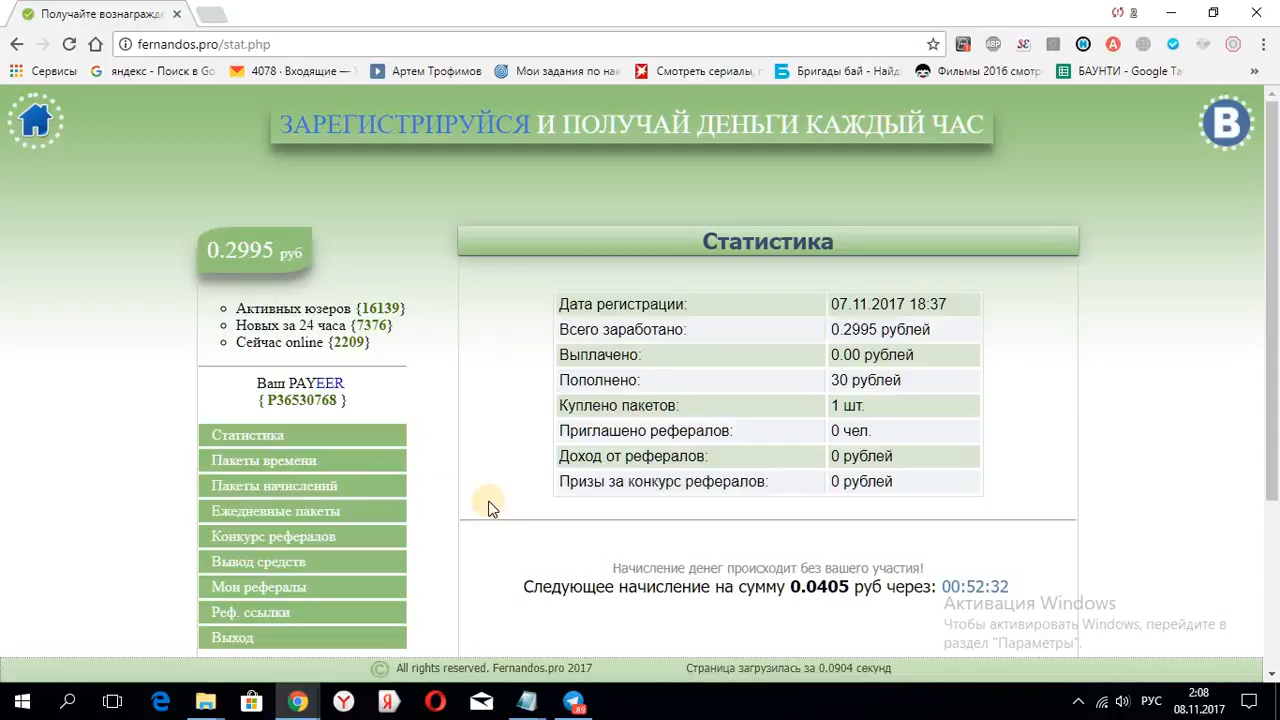 Получайте вознагражде
2
fernandos.pro/stat.php
ABP
Сервисы
яндекс - Поиск в Go
4078 · Входящие —
Артем Трофимов
Мои задания по нак
Смотреть сериалы,
Бригады бай - Найд
Фильмы 2016 смотр
БАУНТИ - Google Та
»
ЗАРЕГИСТРИРУЙСЯ И ПОЛУЧАЙ ДЕНЬГИ КАЖДЫЙ ЧАС
B
0.2995 руб
Активных юзеров {16139}
Новых за 24 часа {7376}
Сейчас online {2209}
Ваш PAYEER
{ P36530768 }
Статистика
Пакеты времени
Пакеты начислений
Ежедневные пакеты
Конкурс рефералов
Вывод средств
Мои рефералы
Реф. ссылки
Выход
Статистика
Дата регистрации: 07.11.2017 18:37
Всего заработано: 0.2995 рублей
Выплачено: 0.00 рублей
Пополнено: 30 рублей
Куплено пакетов: 1 шт.
Приглашено рефералов: 0 чел.
Доход от рефералов: 0 рублей
Призы за конкурс рефералов: 0 рублей
Начисление денег происходит без вашего участия!
Следующее начисление на сумму 0.0405 руб через: 00:52:32
Активация Windows
Чтобы активировать Windows, перейдите в
раздел "Параметры".
© All rights reserved. Fernandos.pro 2017
Страница загрузилась за 0.0904 секунд
89
РУС
2:08
08.11.2017